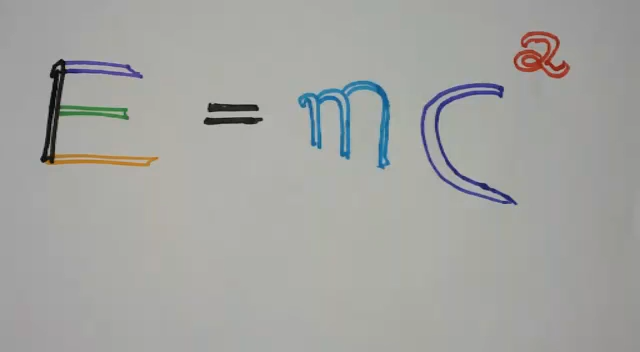 E = mc²